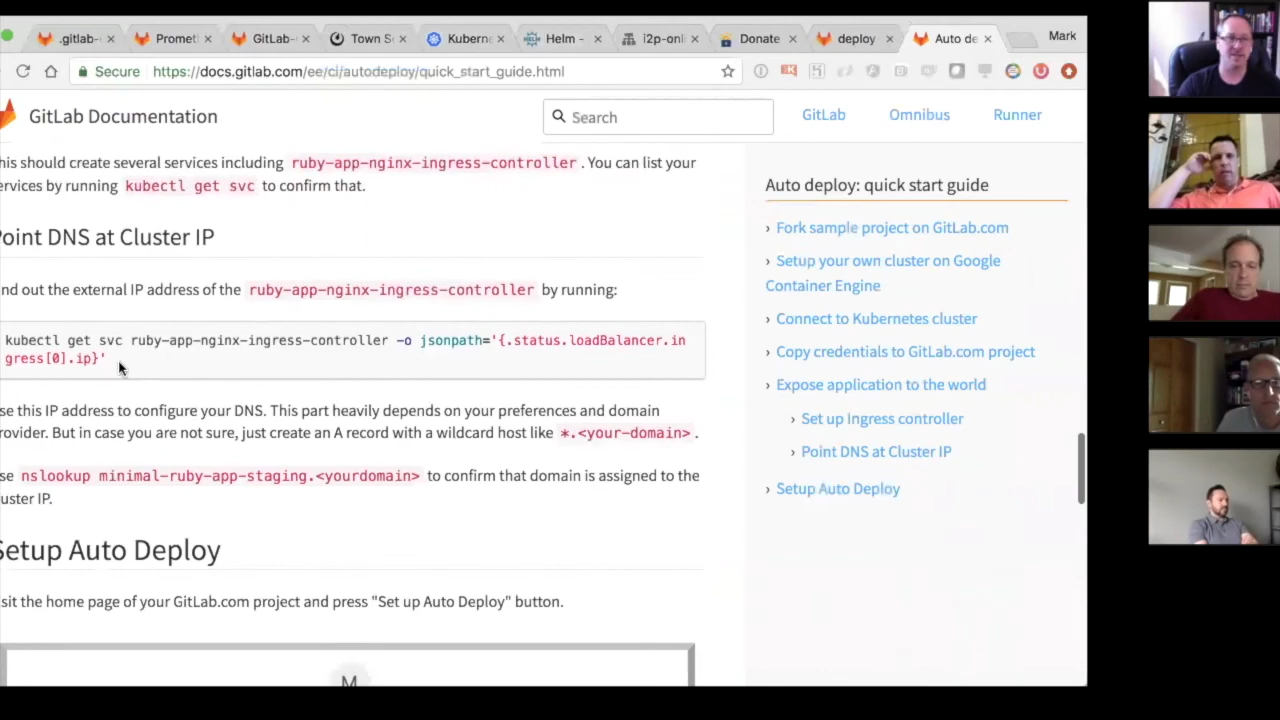 .gitlab-
Promet
GitLab-
Town S
Kubern
Helm -
i2p-onl
Donate
deploy
Auto de
Mark
Secure
https://docs.gitlab.com/ee/ci/autodeploy/quick_start_guide.html
GitLab Documentation
Search
GitLab
Omnibus
Runner
his should create several services including ruby-app-nginx-ingress-controller. You can list your
ervices by running kubectl get svc to confirm that.
oint DNS at Cluster IP
nd out the external IP address of the ruby-app-nginx-ingress-controller by running:
kubectl get svc ruby-app-nginx-ingress-controller -o jsonpath='{.status.loadBalancer.in
gress[0].ip}'
se this IP address to configure your DNS. This part heavily depends on your preferences and domain
rovider. But in case you are not sure, just create an A record with a wildcard host like *.<your-domain>.
se nslookup minimal-ruby-app-staging.<yourdomain> to confirm that domain is assigned to the
uster IP.
Setup Auto Deploy
sit the home page of your GitLab.com project and press "Set up Auto Deploy" button.
M
Auto deploy: quick start guide
› Fork sample project on GitLab.com
› Setup your own cluster on Google
Container Engine
› Connect to Kubernetes cluster
› Copy credentials to GitLab.com project
› Expose application to the world
› Set up Ingress controller
› Point DNS at Cluster IP
› Setup Auto Deploy